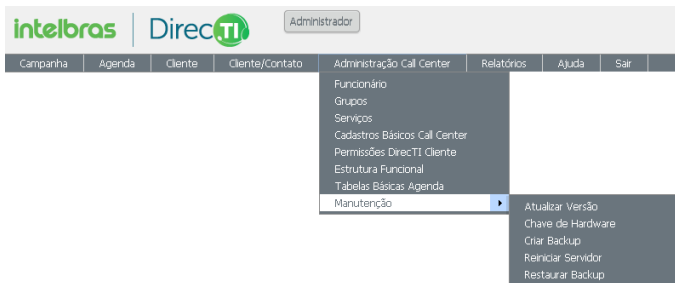 intelbras DirecTI Administrador
Campanha Agenda Cliente Cliente/Contato Administração Call Center Relatórios Ajuda Sair
Funcionário
Grupos
Serviços
Cadastros Básicos Call Center
Permissões DirecTI Cliente
Estrutura Funcional
Tabelas Básicas Agenda
Manutenção
Atualizar Versão
Chave de Hardware
Criar Backup
Reiniciar Servidor
Restaurar Backup